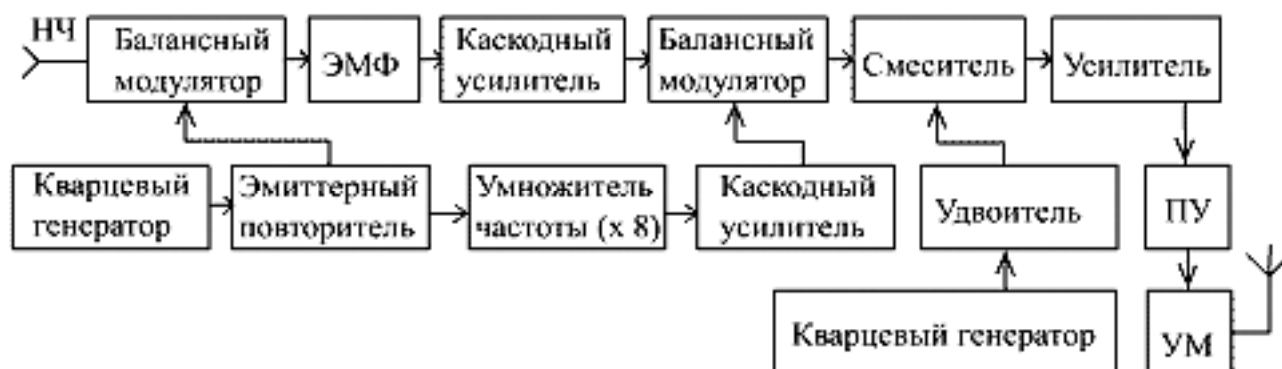 НЧ
Балансный
модулятор
ЭМФ
Каскодный
усилитель
Балансный
модулятор
Смеситель
Усилитель
Кварцевый
генератор
Эмиттерный
повторитель
Умножитель
частоты (х 8)
Каскодный
усилитель
Удвоитель
ПУ
Кварцевый генератор
УМ